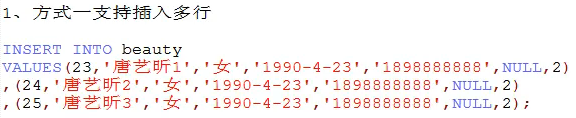 1、方式一支持插入多行
INSERT INTO beauty
VALUES(23,'唐艺昕1','女','1990-4-23','1898888888',NULL,2)
,(24,'唐艺昕2','女','1990-4-23','1898888888',NULL,2)
,(25,'唐艺昕3','女','1990-4-23','1898888888',NULL,2);